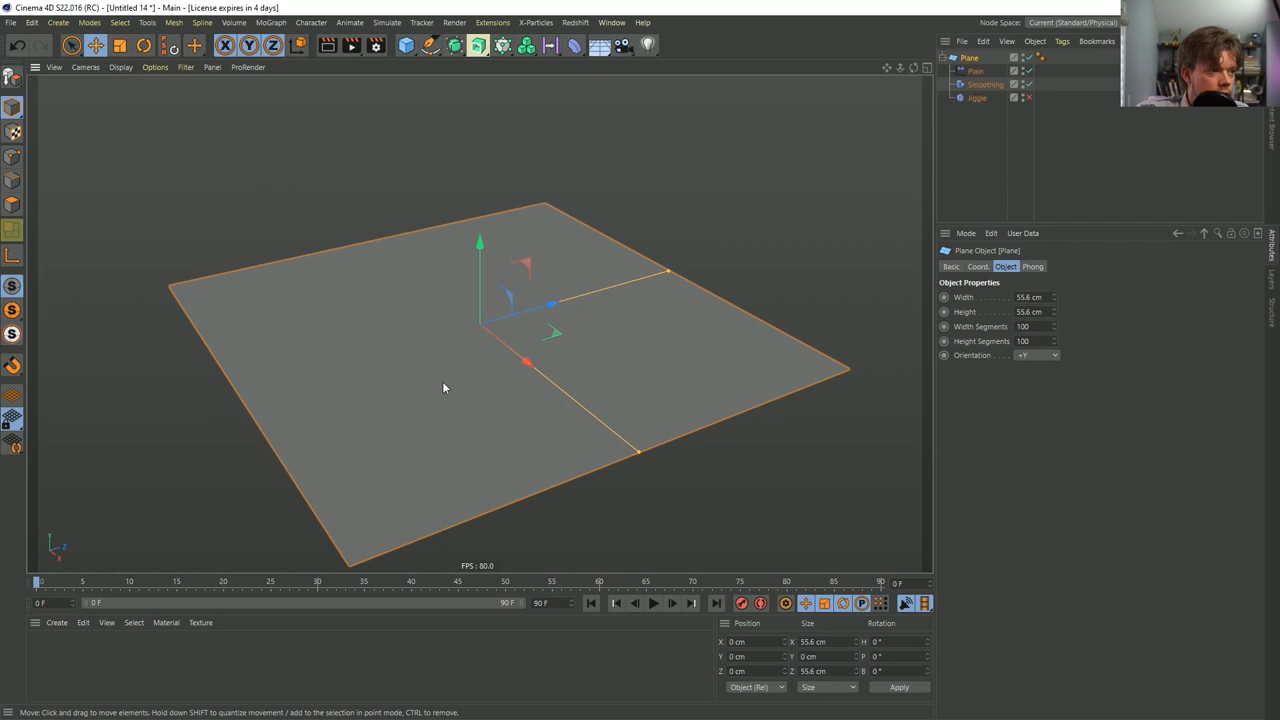 Cinema 4D S22.016 (RC) - [Untitled 14 *] - Main - [License expires in 4 days]
File Edit Create Modes Select Tools Mesh Spline Volume MoGraph Character Animate Simulate Tracker Render Extensions X-Particles Redshift Window Help
Node Space: Current (Standard/Physical)
X Y Z
File Edit View Object Tags Bookmarks
View Cameras Display Options Filter Panel ProRender
Plane
Plain
Smoothing
Jiggle
Content Browser
Mode Edit User Data
Attributes
Layers
Structure
Plane Object [Plane]
Basic Coord. Object Phong
Object Properties
Width 55.6 cm
Height 55.6 cm
Width Segments 100
Height Segments 100
Orientation +Y
S
S
S
Y
Z
X
FPS : 80.0
0 5 10 15 20 25 30 35 40 45 50 55 60 65 70 75 80 85 90 0 F
0 F 0 F 90 F 90 F
P
Create Edit View Select Material Texture
Position Size Rotation
X 0 cm X 55.6 cm H 0 °
Y 0 cm Y 0 cm P 0 °
Z 0 cm Z 55.6 cm B 0 °
Object (Rel) Size Apply
Move: Click and drag to move elements. Hold down SHIFT to quantize movement / add to the selection in point mode, CTRL to remove.